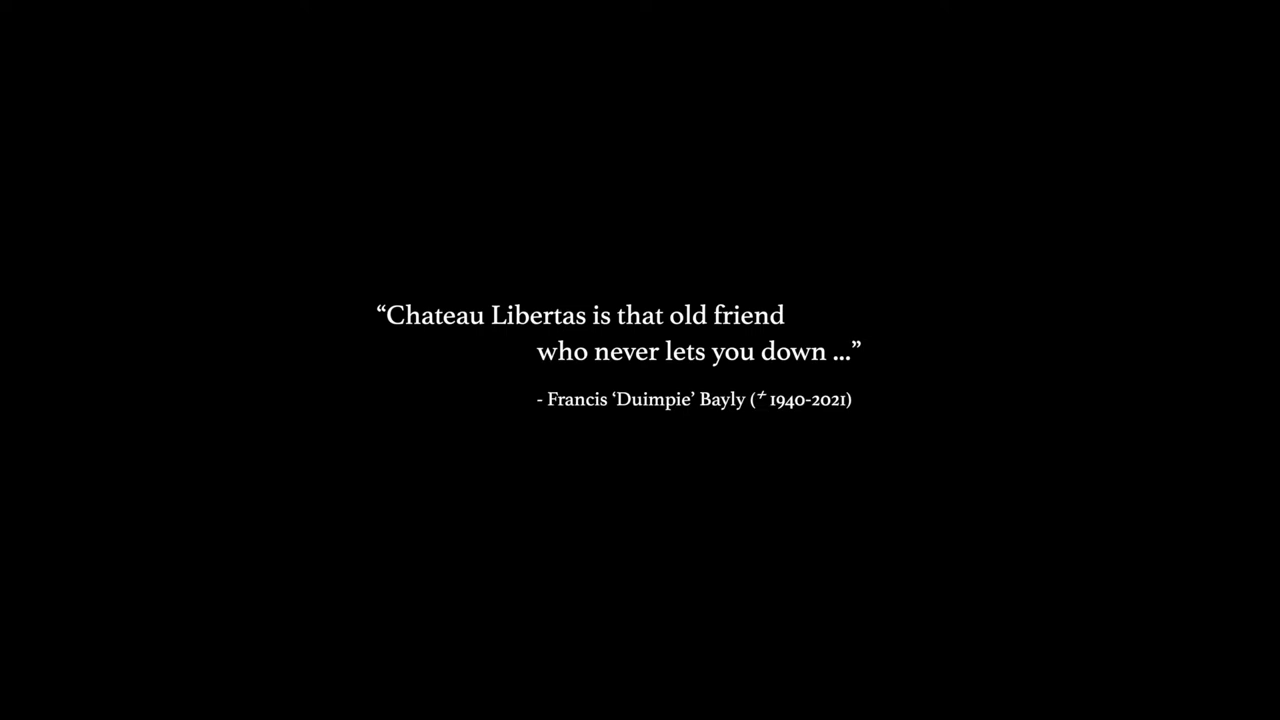 “Chateau Libertas is that old friend
who never lets you down ...”
- Francis ‘Duimpie’ Bayly († 1940-2021)